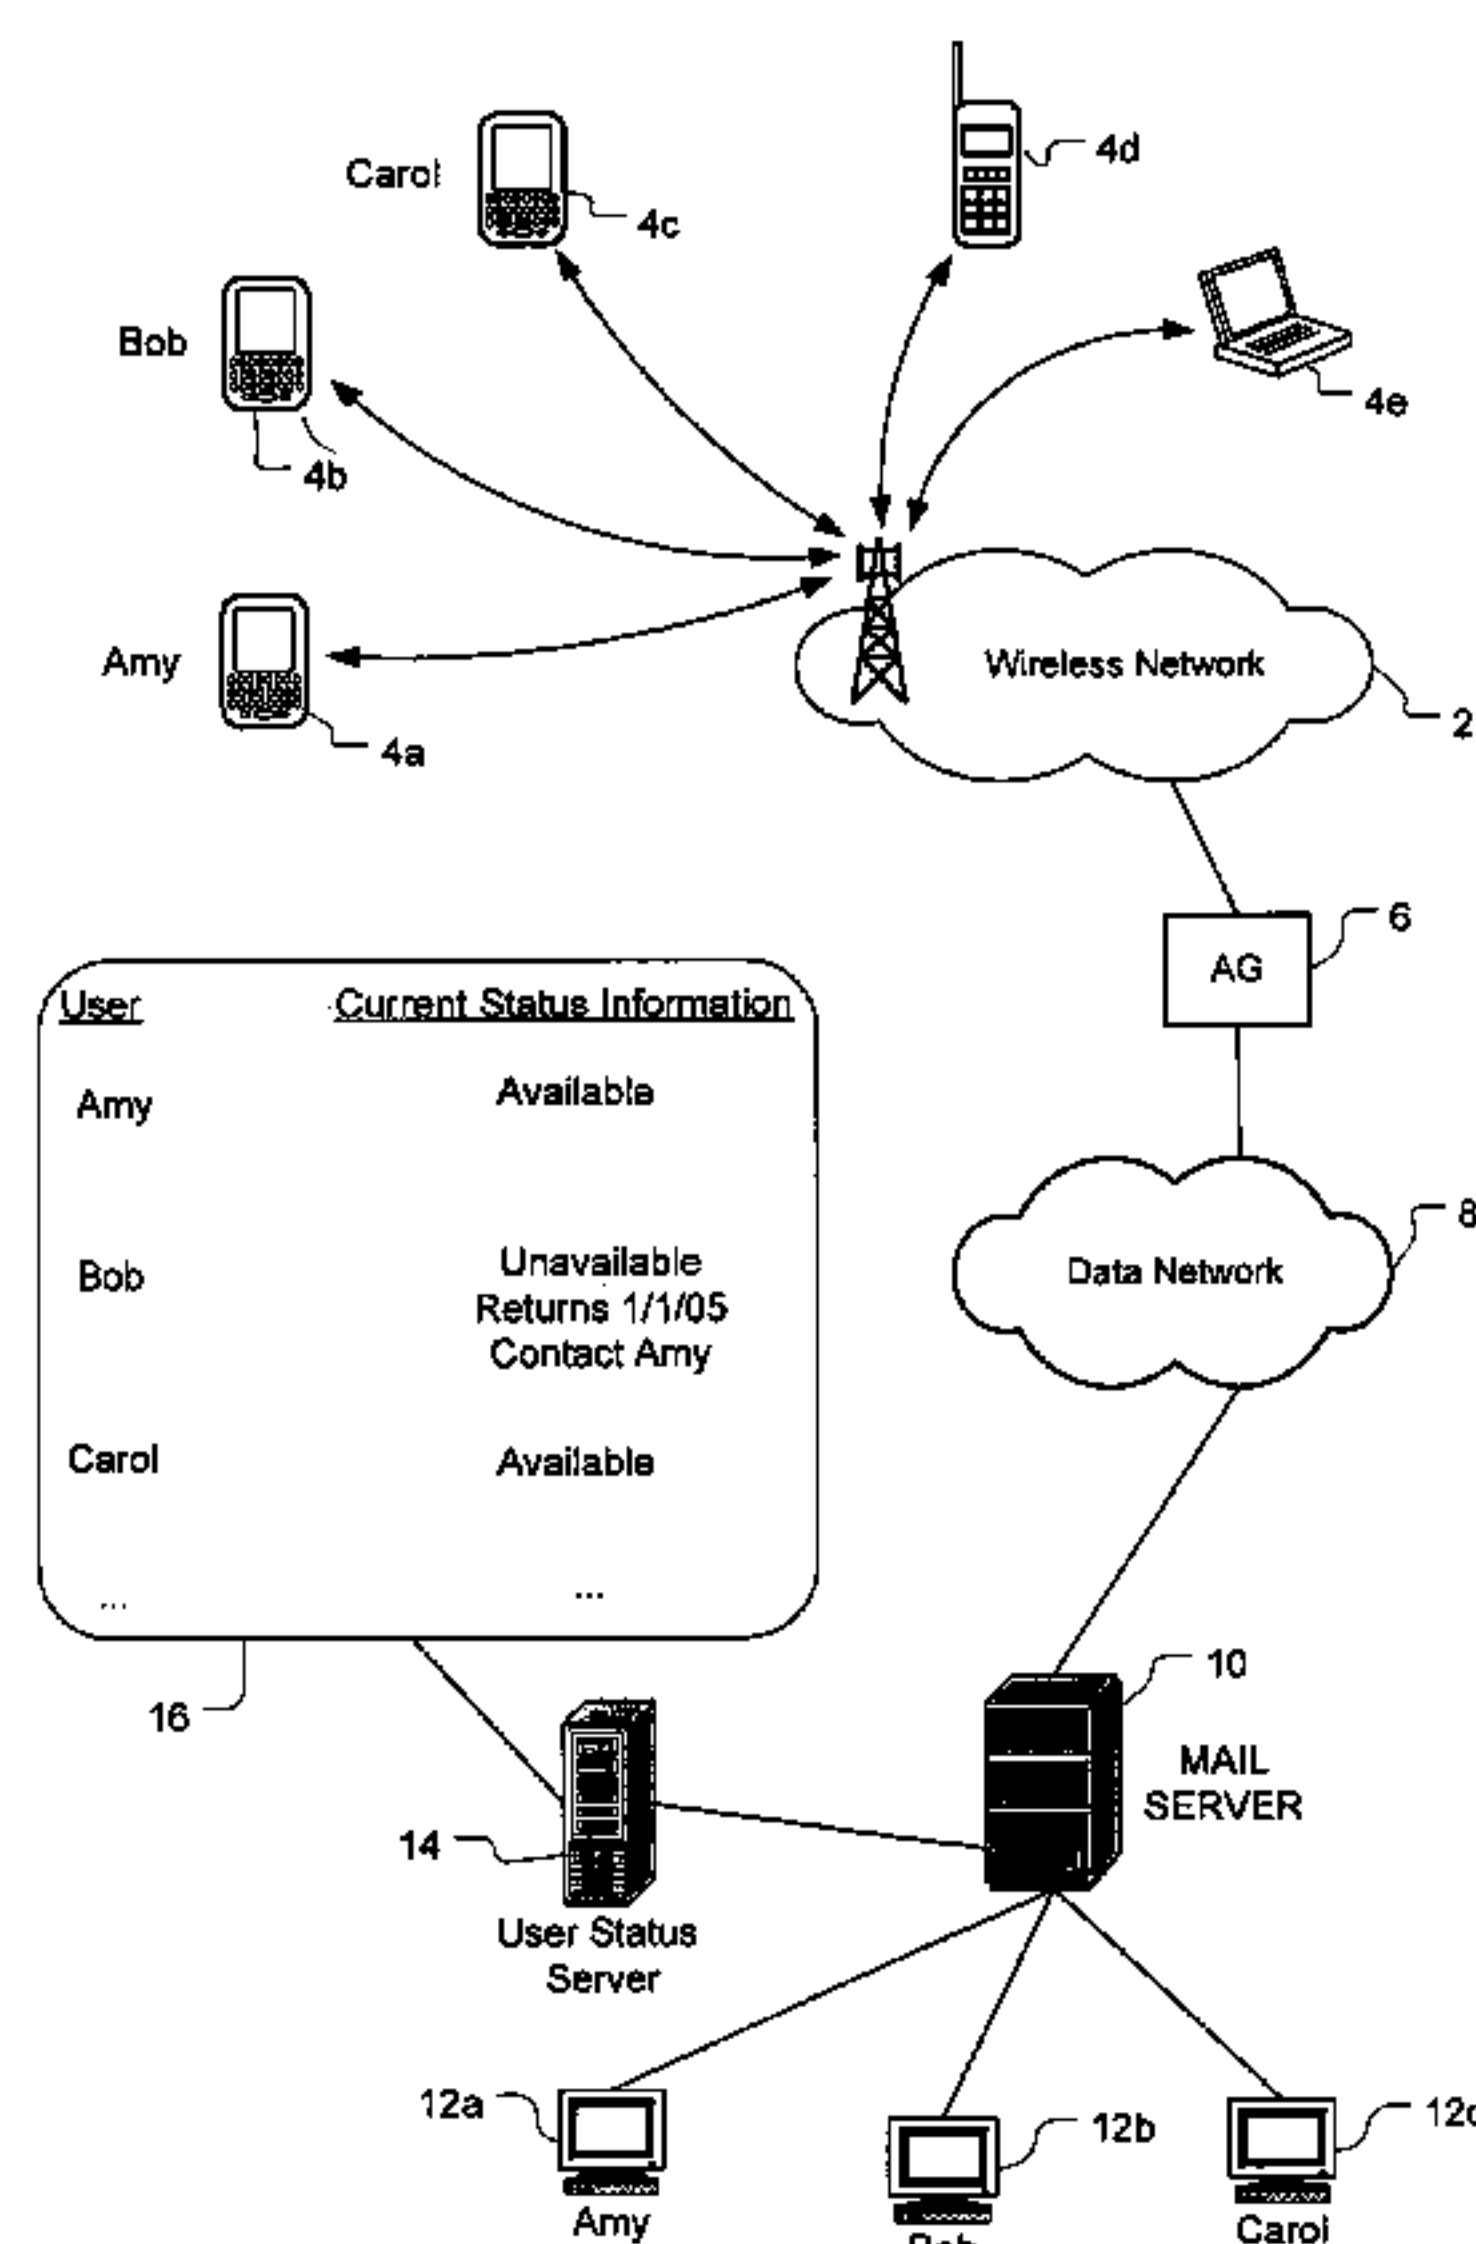 4d
Carol
4c
Bob
4e
4b
Wireless Network
Amy
2
4a
6
AG
User Current Status Information
Amy Available
8
Data Network
Bob Unavailable
Returns 1/1/05
Contact Amy
Carol Available
... ...
10
16
MAIL
SERVER
14
User Status
Server
12a
12b
Amy
Carol